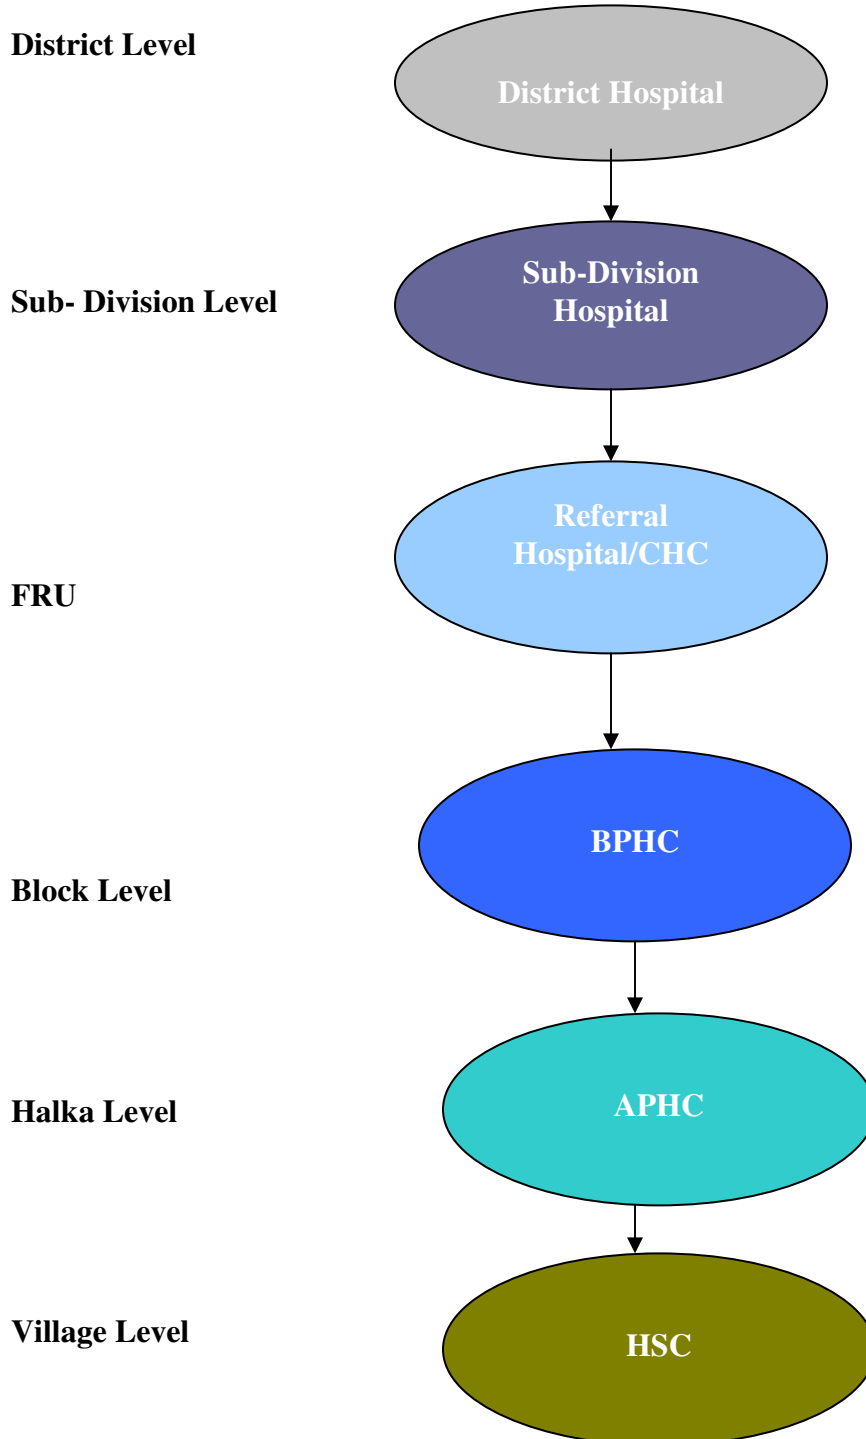 District Level
District Hospital
Sub-Division
Hospital
Sub- Division Level
Referral
Hospital/CHC
FRU
BPHC
Block Level
APHC
Halka Level
HSC
Village Level